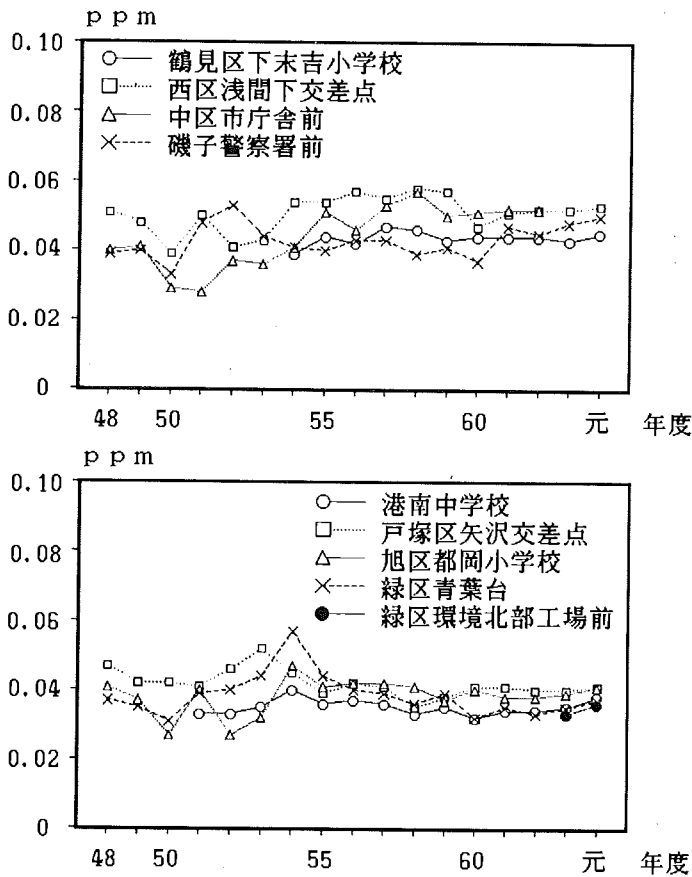 ppm
0.10
鶴見区下末吉小学校
西区浅間下交差点
0.08
中区市庁舎前
磯子警察署前
0.06
0.04
0.02
0
48 50 55 60 元 年度
ppm
0.10
港南中学校
戸塚区矢沢交差点
0.08
旭区都岡小学校
緑区青葉台
0.06
緑区環境北部工場前
0.04
0.02
0
48 50 55 60 元 年度